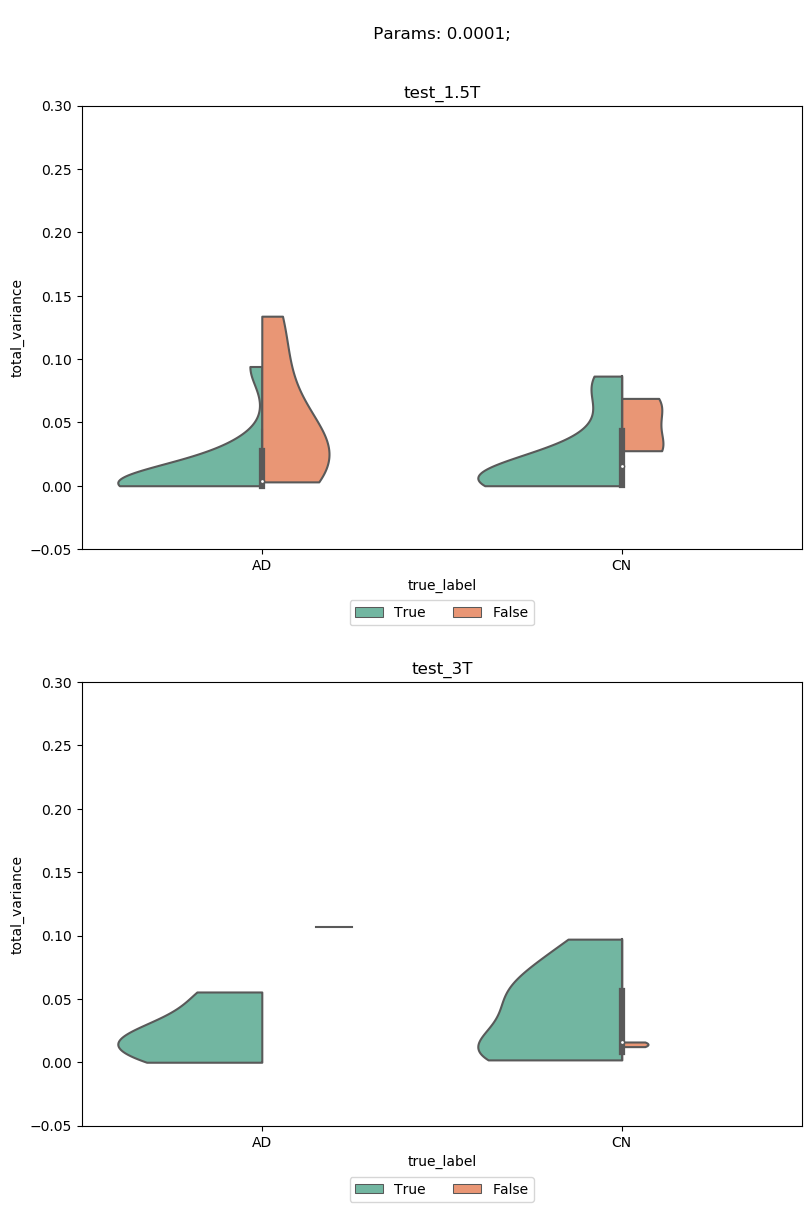 Params: 0.0001;
test_1.5T
0.30
0.25
0.20
0.15
0.10
0.05
0.00
−0.05
total_variance
AD CN
true_label
True False
test_3T
0.30
0.25
0.20
0.15
0.10
0.05
0.00
−0.05
total_variance
AD CN
true_label
True False